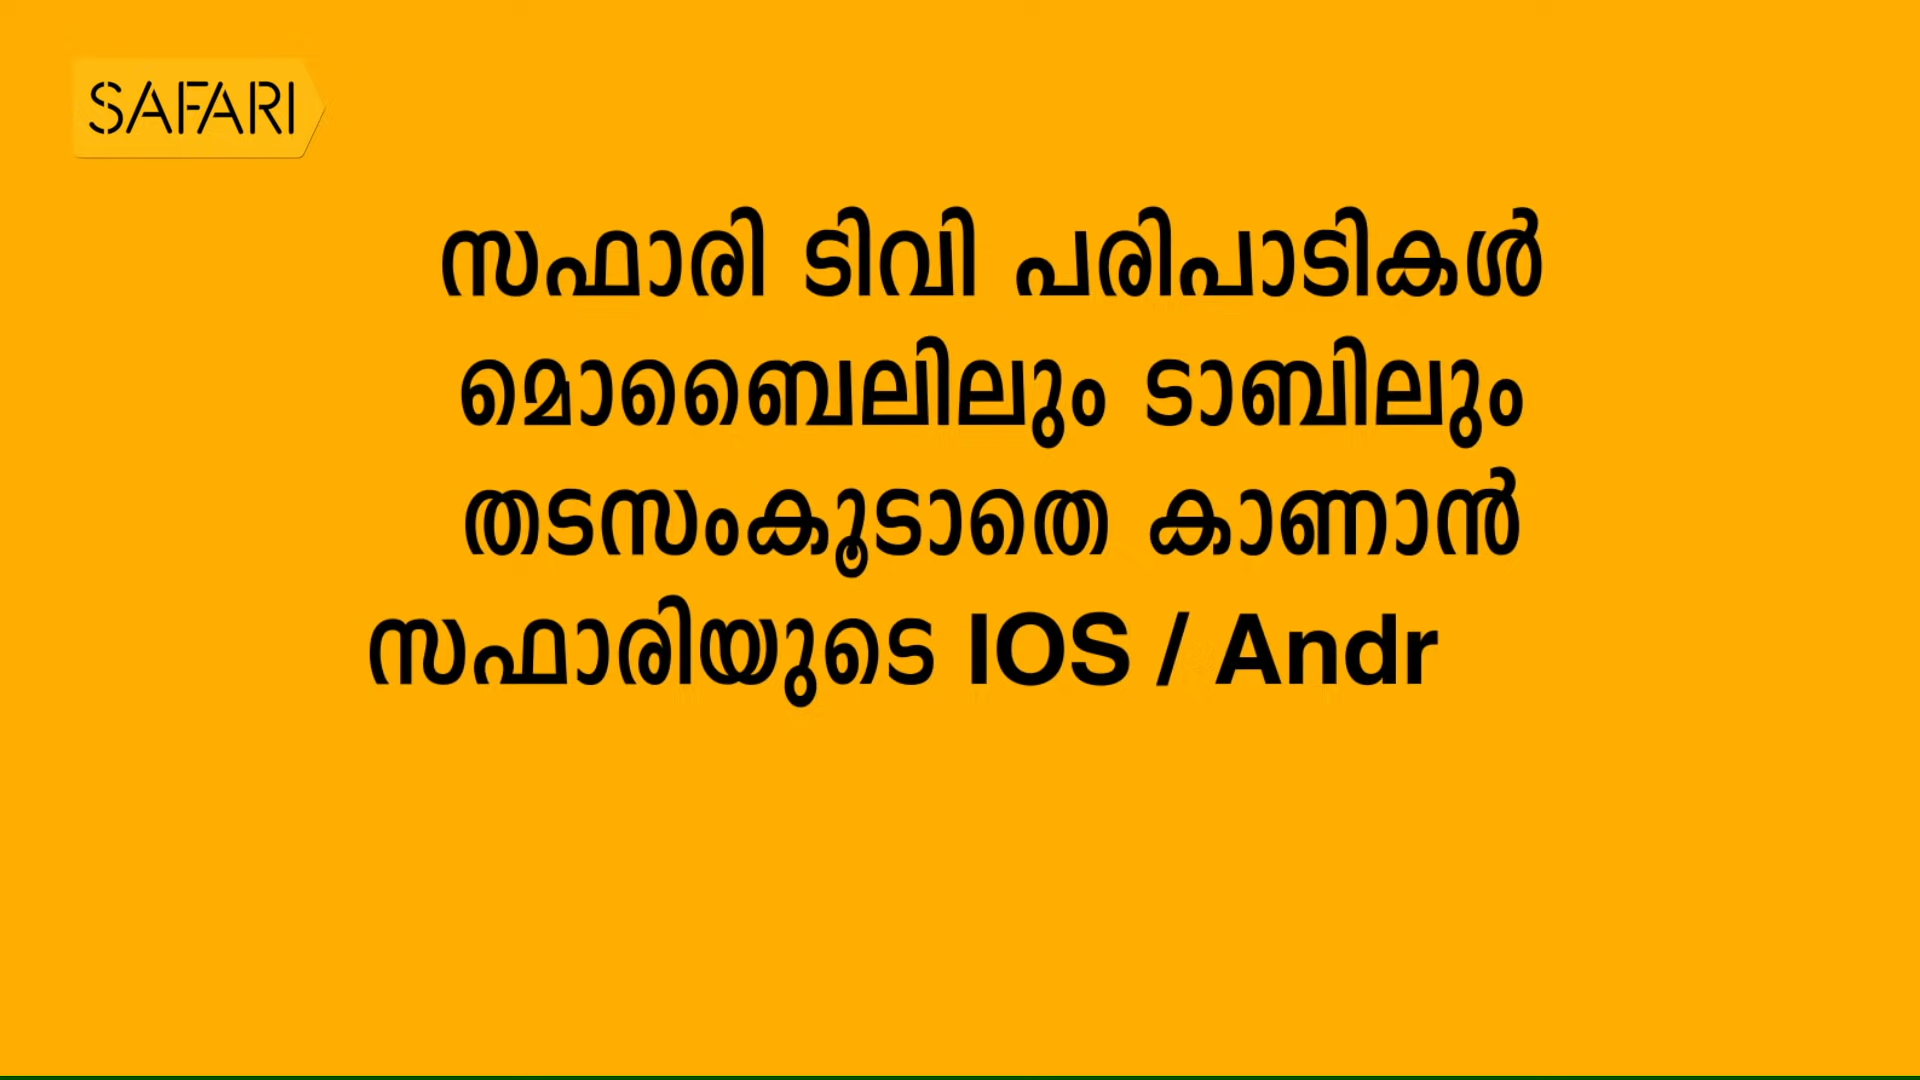 SAFARI
സഫാരി ടിവി പരിപാടികൾ
മൊബൈലിലും ടാബിലും
തടസംകൂടാതെ കാണാൻ
സഫാരിയുടെ IOS / Andr